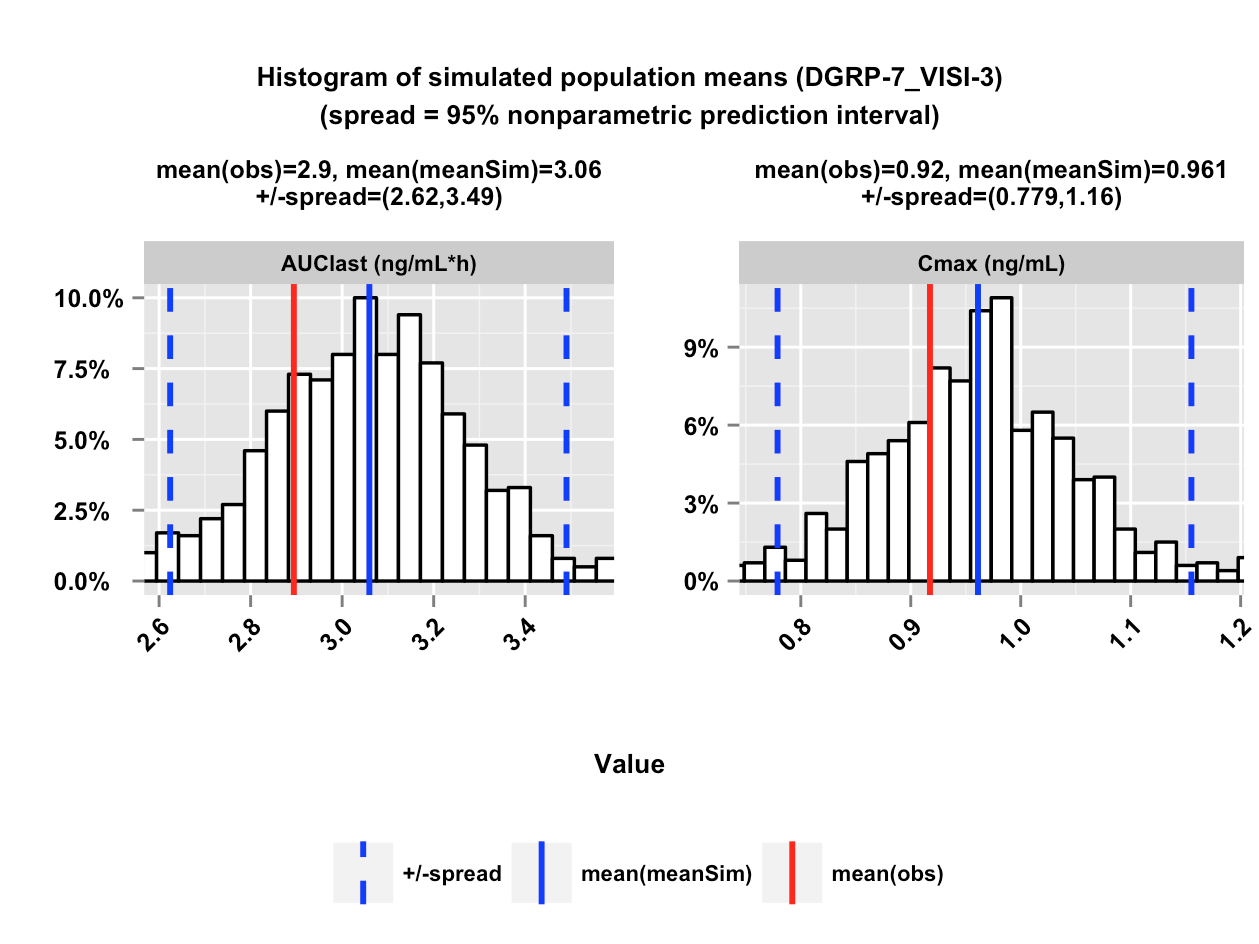 Histogram of simulated population means (DGRP-7_VISI-3)
(spread = 95% nonparametric prediction interval)
mean(obs)=2.9, mean(meanSim)=3.06
+/-spread=(2.62,3.49)
AUClast (ng/mL*h)
10.0%
7.5%
5.0%
2.5%
0.0%
2.6
2.8
3.0
3.2
3.4
mean(obs)=0.92, mean(meanSim)=0.961
+/-spread=(0.779,1.16)
Cmax (ng/mL)
9%
6%
3%
0%
0.8
0.9
1.0
1.1
1.2
Value
+/-spread
mean(meanSim)
mean(obs)